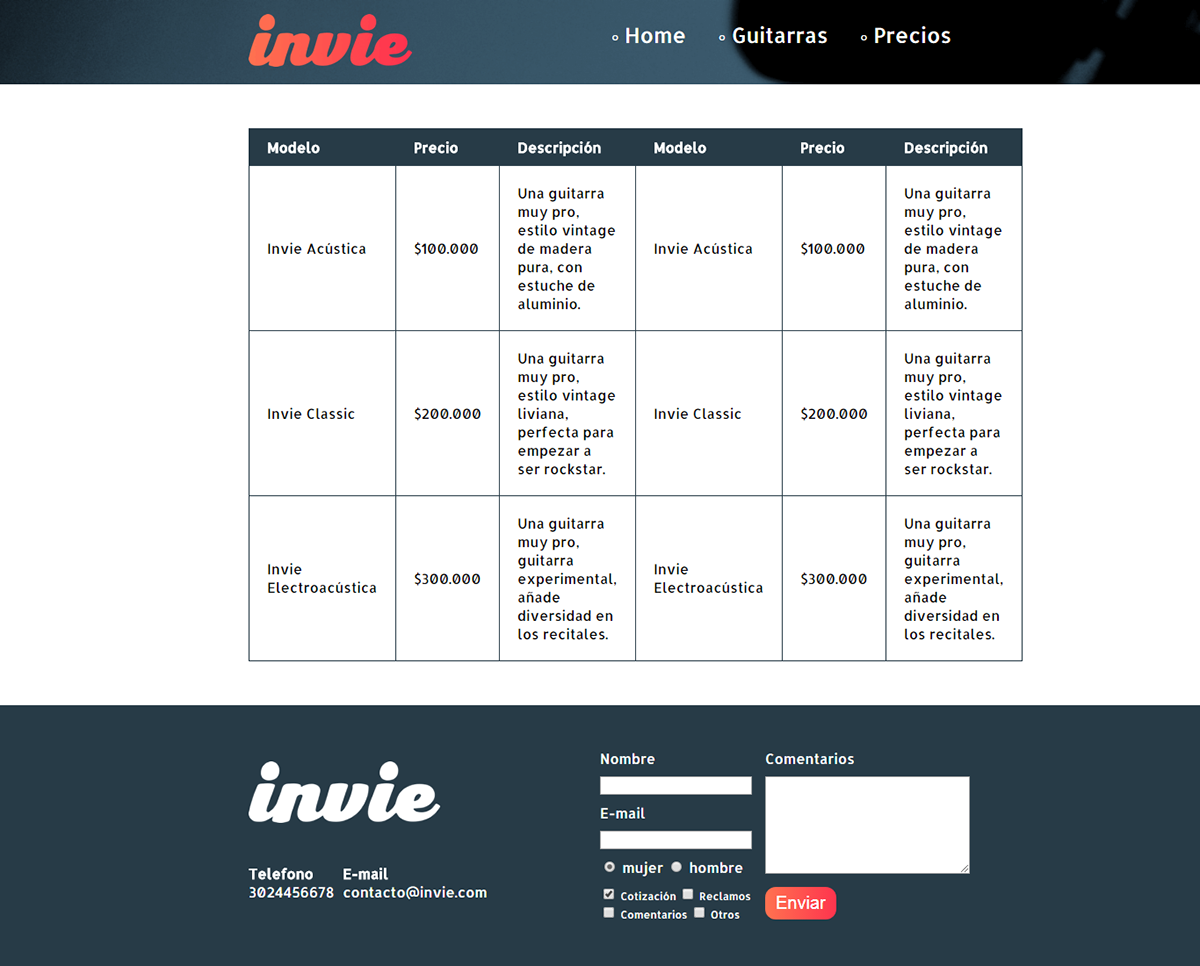 invie
Home Guitarras Precios
Modelo Precio Descripción Modelo Precio Descripción
Invie Acústica
$100.000
Una guitarra
muy pro,
estilo vintage
de madera
pura, con
estuche de
aluminio.
Invie Acústica
$100.000
Una guitarra
muy pro,
estilo vintage
de madera
pura, con
estuche de
aluminio.
Invie Classic
$200.000
Una guitarra
muy pro,
estilo vintage
liviana,
perfecta para
empezar a
ser rockstar.
Invie Classic
$200.000
Una guitarra
muy pro,
estilo vintage
liviana,
perfecta para
empezar a
ser rockstar.
Invie
Electroacústica
$300.000
Una guitarra
muy pro,
guitarra
experimental,
añade
diversidad en
los recitales.
Invie
Electroacústica
$300.000
Una guitarra
muy pro,
guitarra
experimental,
añade
diversidad en
los recitales.
invie
Telefono E-mail
3024456678 contacto@invie.com
Nombre
E-mail
mujer hombre
Cotización Reclamos
Comentarios Otros
Comentarios
Enviar